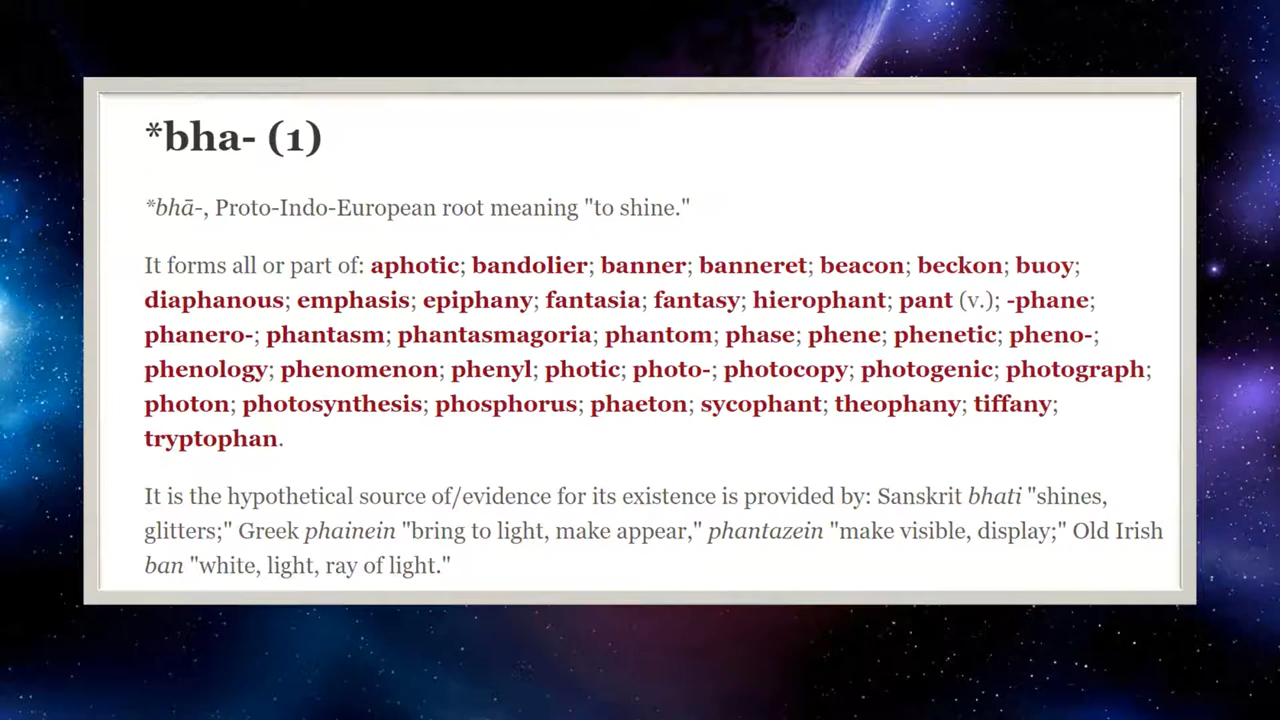 *bha- (1)
*bhā-, Proto-Indo-European root meaning "to shine."
It forms all or part of: aphotic; bandolier; banner; banneret; beacon; beckon; buoy;
diaphanous; emphasis; epiphany; fantasia; fantasy; hierophant; pant (v.); -phane;
phanero-; phantasm; phantasmagoria; phantom; phase; phene; phenetic; pheno-;
phenology; phenomenon; phenyl; photic; photo-; photocopy; photogenic; photograph;
photon; photosynthesis; phosphorus; phaeton; sycophant; theophany; tiffany;
tryptophan.
It is the hypothetical source of/evidence for its existence is provided by: Sanskrit bhati "shines,
glitters;" Greek phainein "bring to light, make appear," phantazein "make visible, display;" Old Irish
ban "white, light, ray of light."